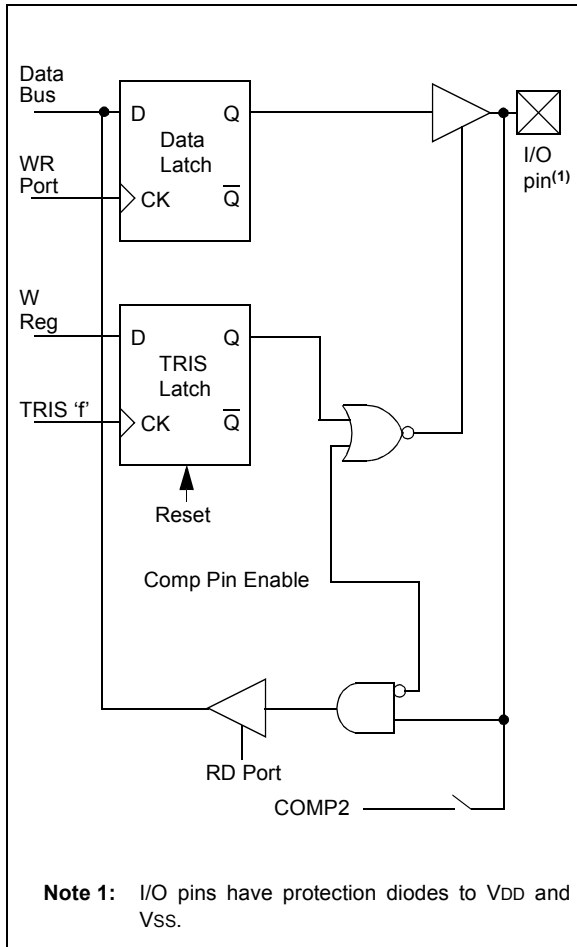 Data
Bus
D
Q
Data
Latch
WR
Port
CK
Q̅
I/O
pin(1)
W
Reg
D
Q
TRIS
Latch
TRIS ‘f’
CK
Q̅
Reset
Comp Pin Enable
RD Port
COMP2
Note 1: I/O pins have protection diodes to VDD and
VSS.